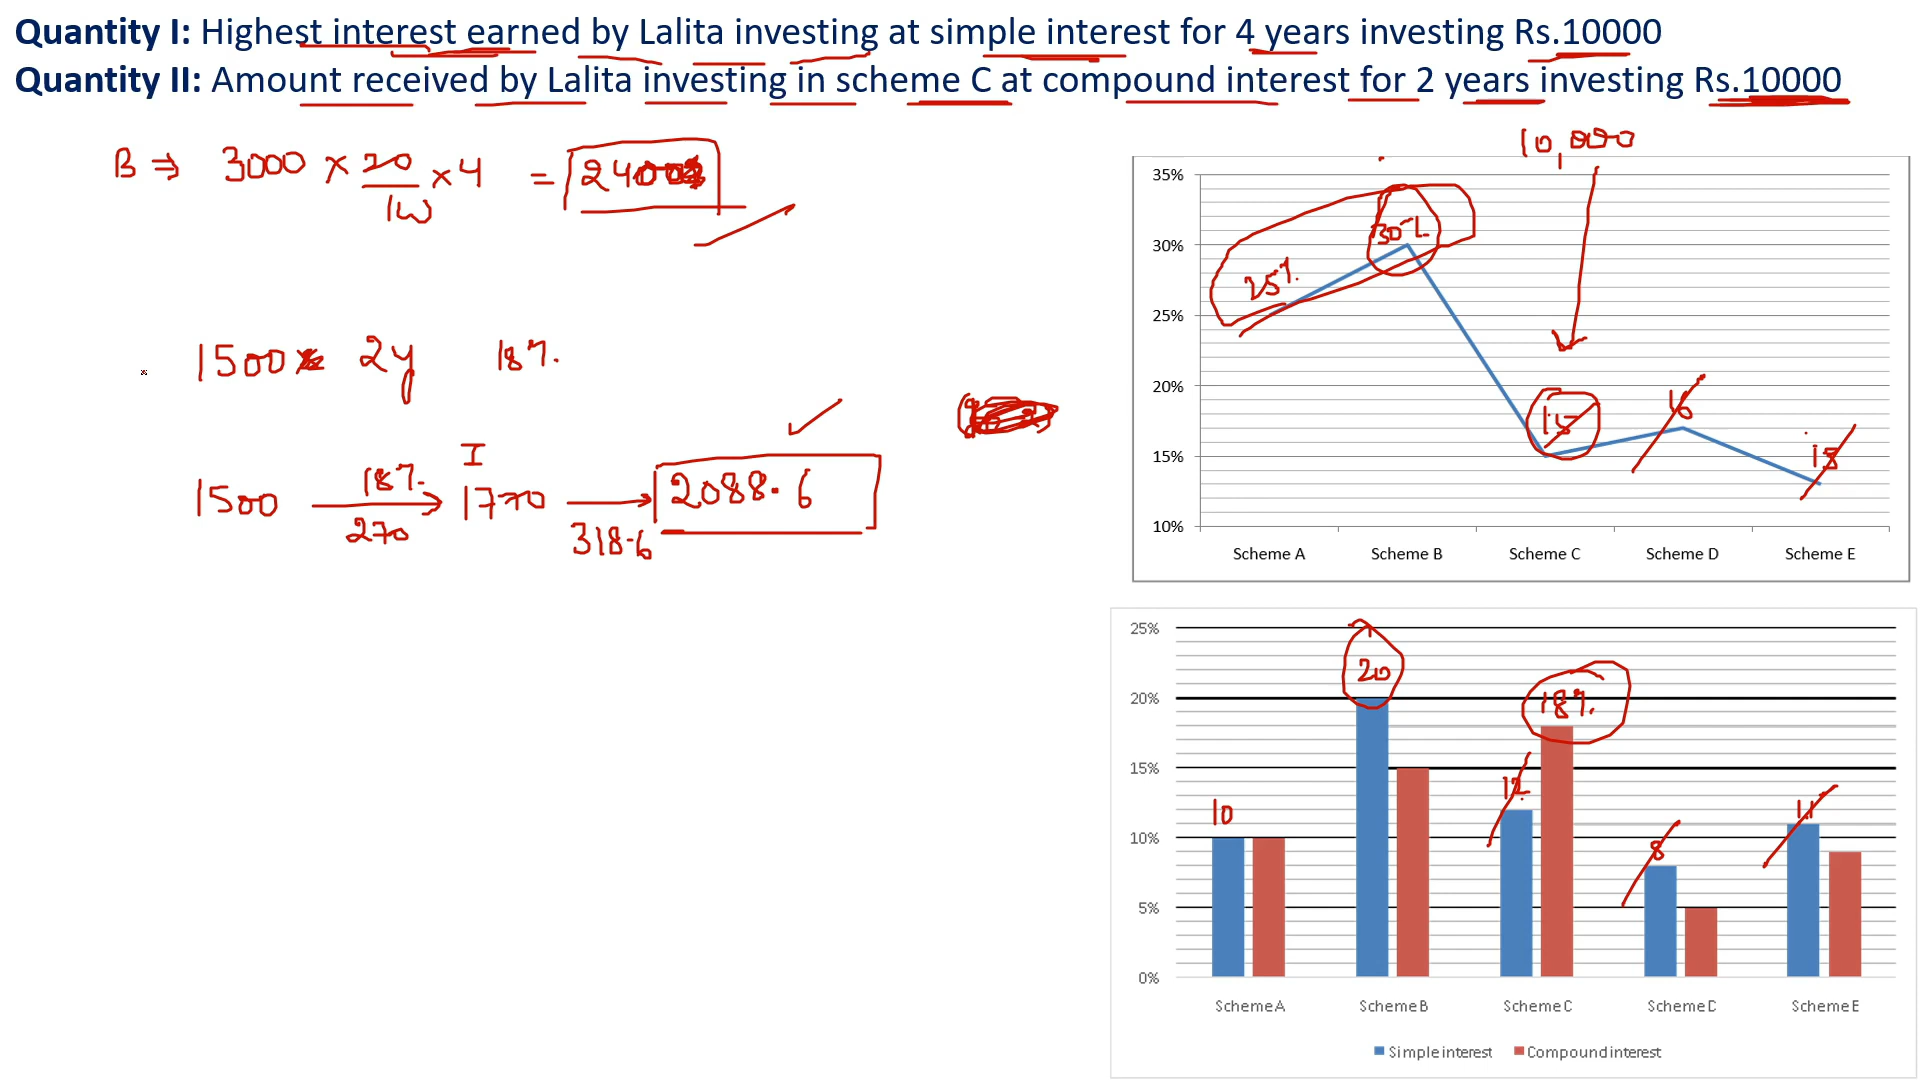 Quantity I: Highest interest earned by Lalita investing at simple interest for 4 years investing Rs.10000
Quantity II: Amount received by Lalita investing in scheme C at compound interest for 2 years investing Rs.10000
B ⇒ 3000 × 20/100 × 4 = 2400
1500 2y 18%.
I
1500 18%. 270 → 1770 318.6 → 2088.6
10,000
35%
30%
25%
20%
15%
10%
25%
30%
15
16
13
Scheme A Scheme B Scheme C Scheme D Scheme E
25%
20%
15%
10%
5%
0%
10
20
12
18%.
8
11
Scheme A Scheme B Scheme C Scheme D Scheme E
Simple interest Compound interest